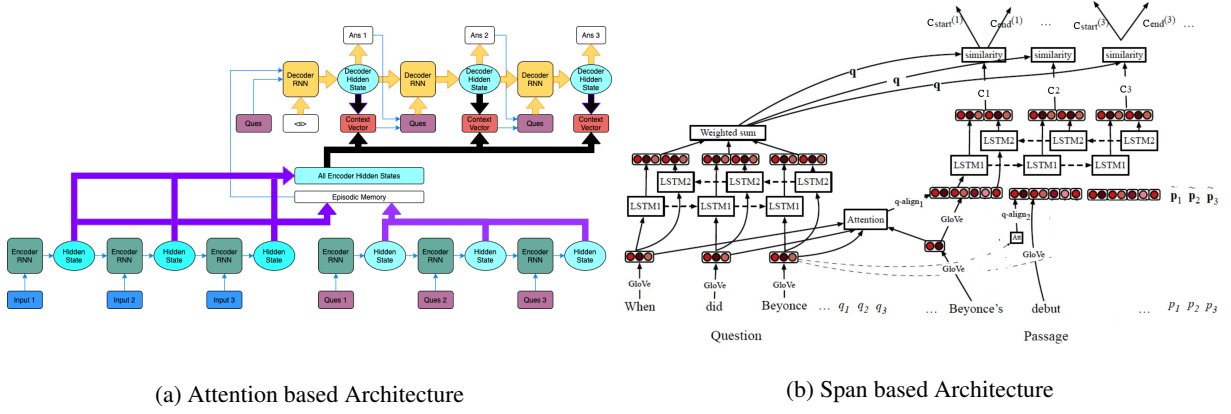 Ans 1
Ans 2
Ans 3
Decoder RNN
Decoder Hidden State
Decoder RNN
Decoder Hidden State
Decoder RNN
Decoder Hidden State
Ques
<s>
Context Vector
Ques
Context Vector
Ques
Context Vector
All Encoder Hidden States
Episodic Memory
Encoder RNN
Hidden State
Encoder RNN
Hidden State
Encoder RNN
Hidden State
Encoder RNN
Hidden State
Encoder RNN
Hidden State
Encoder RNN
Hidden State
Input 1
Input 2
Input 3
Ques 1
Ques 2
Ques 3
(a) Attention based Architecture
Cstart(1)
Cend(1)
...
Cstart(3)
Cend(3)
...
similarity
similarity
similarity
q
q
q
C1
C2
C3
Weighted sum
LSTM2
LSTM2
LSTM2
LSTM2
LSTM1
LSTM1
LSTM1
LSTM2
LSTM2
LSTM1
LSTM1
LSTM1
Attention
q-align1
GloVe
q-align2
Att
GloVe
p̃1 p̃2 p̃3
GloVe
GloVe
GloVe
GloVe
When
did
Beyonce
... q1 q2 q3
...
Beyonce's
debut
...
p1 p2 p3
Question
Passage
(b) Span based Architecture